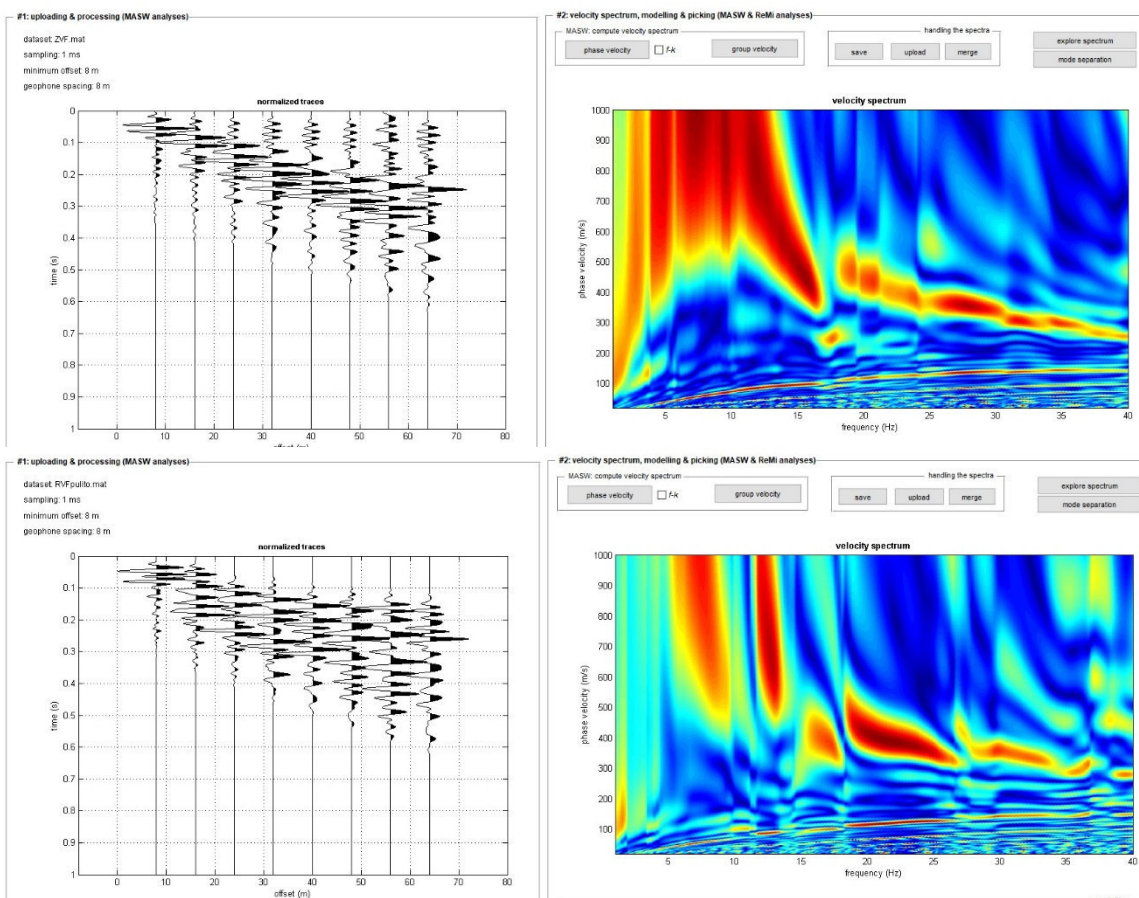 #1: uploading & processing (MASW analyses)
dataset: ZVF.mat
sampling: 1 ms
minimum offset: 8 m
geophone spacing: 8 m
normalized traces
0
0.1
0.2
0.3
0.4
0.5
0.6
0.7
0.8
0.9
1
time (s)
0 10 20 30 40 50 60 70 80
offset (m)
#2: velocity spectrum, modelling & picking (MASW & ReMi analyses)
MASW: compute velocity spectrum
phase velocity f-k group velocity
handling the spectra
save upload merge
explore spectrum
mode separation
velocity spectrum
1000
900
800
700
600
500
400
300
200
100
phase velocity (m/s)
5 10 15 20 25 30 35 40
frequency (Hz)
#1: uploading & processing (MASW analyses)
dataset: RVFpulito.mat
sampling: 1 ms
minimum offset: 8 m
geophone spacing: 8 m
normalized traces
0
0.1
0.2
0.3
0.4
0.5
0.6
0.7
0.8
0.9
1
time (s)
0 10 20 30 40 50 60 70 80
offset (m)
#2: velocity spectrum, modelling & picking (MASW & ReMi analyses)
MASW: compute velocity spectrum
phase velocity f-k group velocity
handling the spectra
save upload merge
explore spectrum
mode separation
velocity spectrum
1000
900
800
700
600
500
400
300
200
100
phase velocity (m/s)
5 10 15 20 25 30 35 40
frequency (Hz)